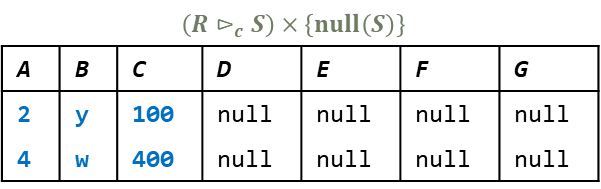 (R ⊳c S) × {null(S)}
A B C D E F G
2 y 100 null null null null
4 w 400 null null null null